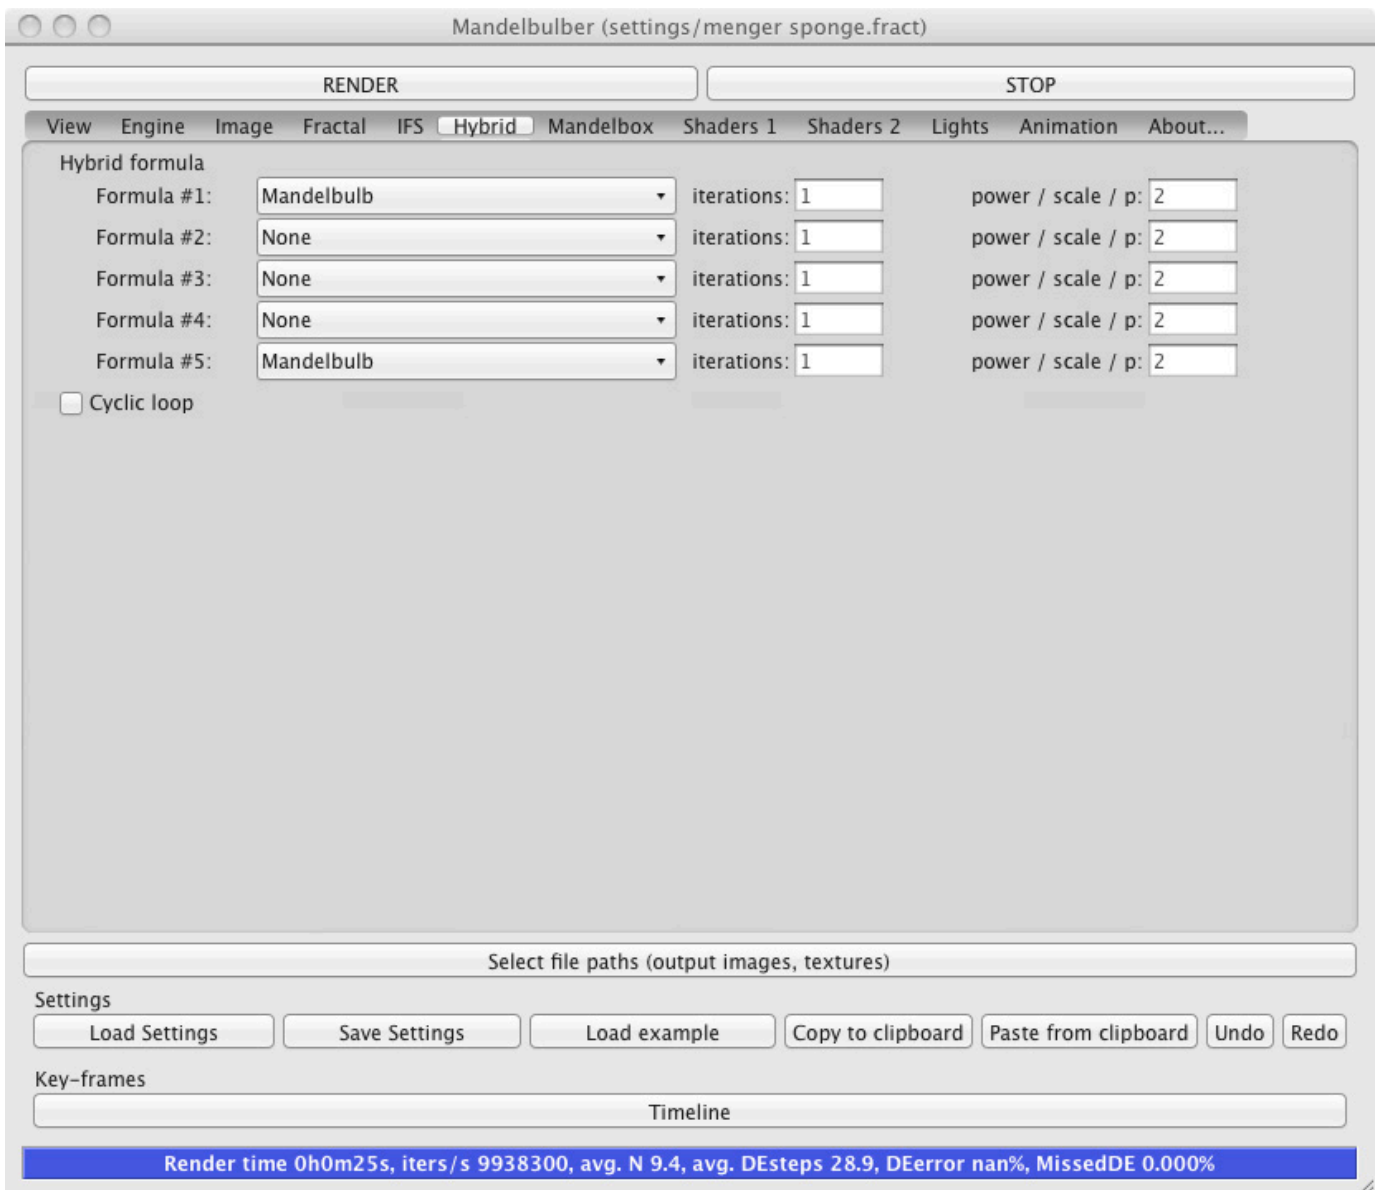 Mandelbulber (settings/menger sponge.fract)
RENDER STOP
View Engine Image Fractal IFS Hybrid Mandelbox Shaders 1 Shaders 2 Lights Animation About...
Hybrid formula
Formula #1: Mandelbulb iterations: 1 power / scale / p: 2
Formula #2: None iterations: 1 power / scale / p: 2
Formula #3: None iterations: 1 power / scale / p: 2
Formula #4: None iterations: 1 power / scale / p: 2
Formula #5: Mandelbulb iterations: 1 power / scale / p: 2
Cyclic loop
Select file paths (output images, textures)
Settings
Load Settings Save Settings Load example Copy to clipboard Paste from clipboard Undo Redo
Key-frames
Timeline
Render time 0h0m25s, iters/s 9938300, avg. N 9.4, avg. DEsteps 28.9, DEerror nan%, MissedDE 0.000%